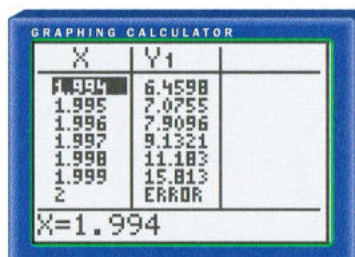 GRAPHING CALCULATOR
X Y1
1.994 6.4598
1.995 7.0755
1.996 7.9096
1.997 9.1321
1.998 11.183
1.999 15.813
2 ERROR
X=1.994